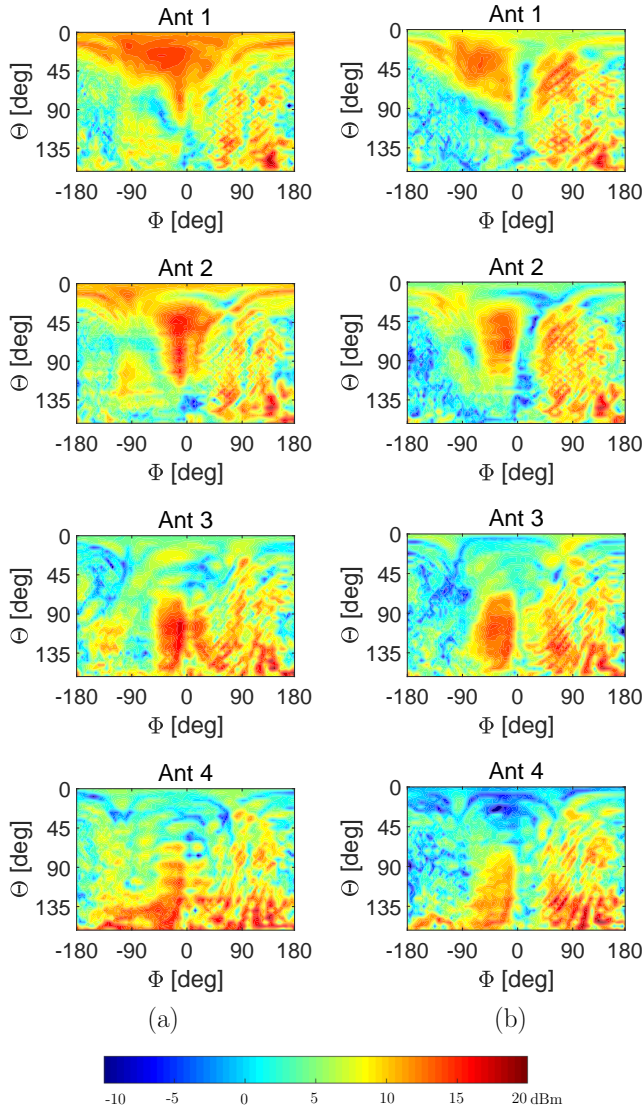 Ant 1 Ant 1
0 0
45 45
90 90
135 135
Θ [deg] Θ [deg]
-180 -90 0 90 180 -180 -90 0 90 180
Φ [deg] Φ [deg]
Ant 2 Ant 2
0 0
45 45
90 90
135 135
Θ [deg] Θ [deg]
-180 -90 0 90 180 -180 -90 0 90 180
Φ [deg] Φ [deg]
Ant 3 Ant 3
0 0
45 45
90 90
135 135
Θ [deg] Θ [deg]
-180 -90 0 90 180 -180 -90 0 90 180
Φ [deg] Φ [deg]
Ant 4 Ant 4
0 0
45 45
90 90
135 135
Θ [deg] Θ [deg]
-180 -90 0 90 180 -180 -90 0 90 180
Φ [deg] Φ [deg]
(a) (b)
-10 -5 0 5 10 15 20 dBm